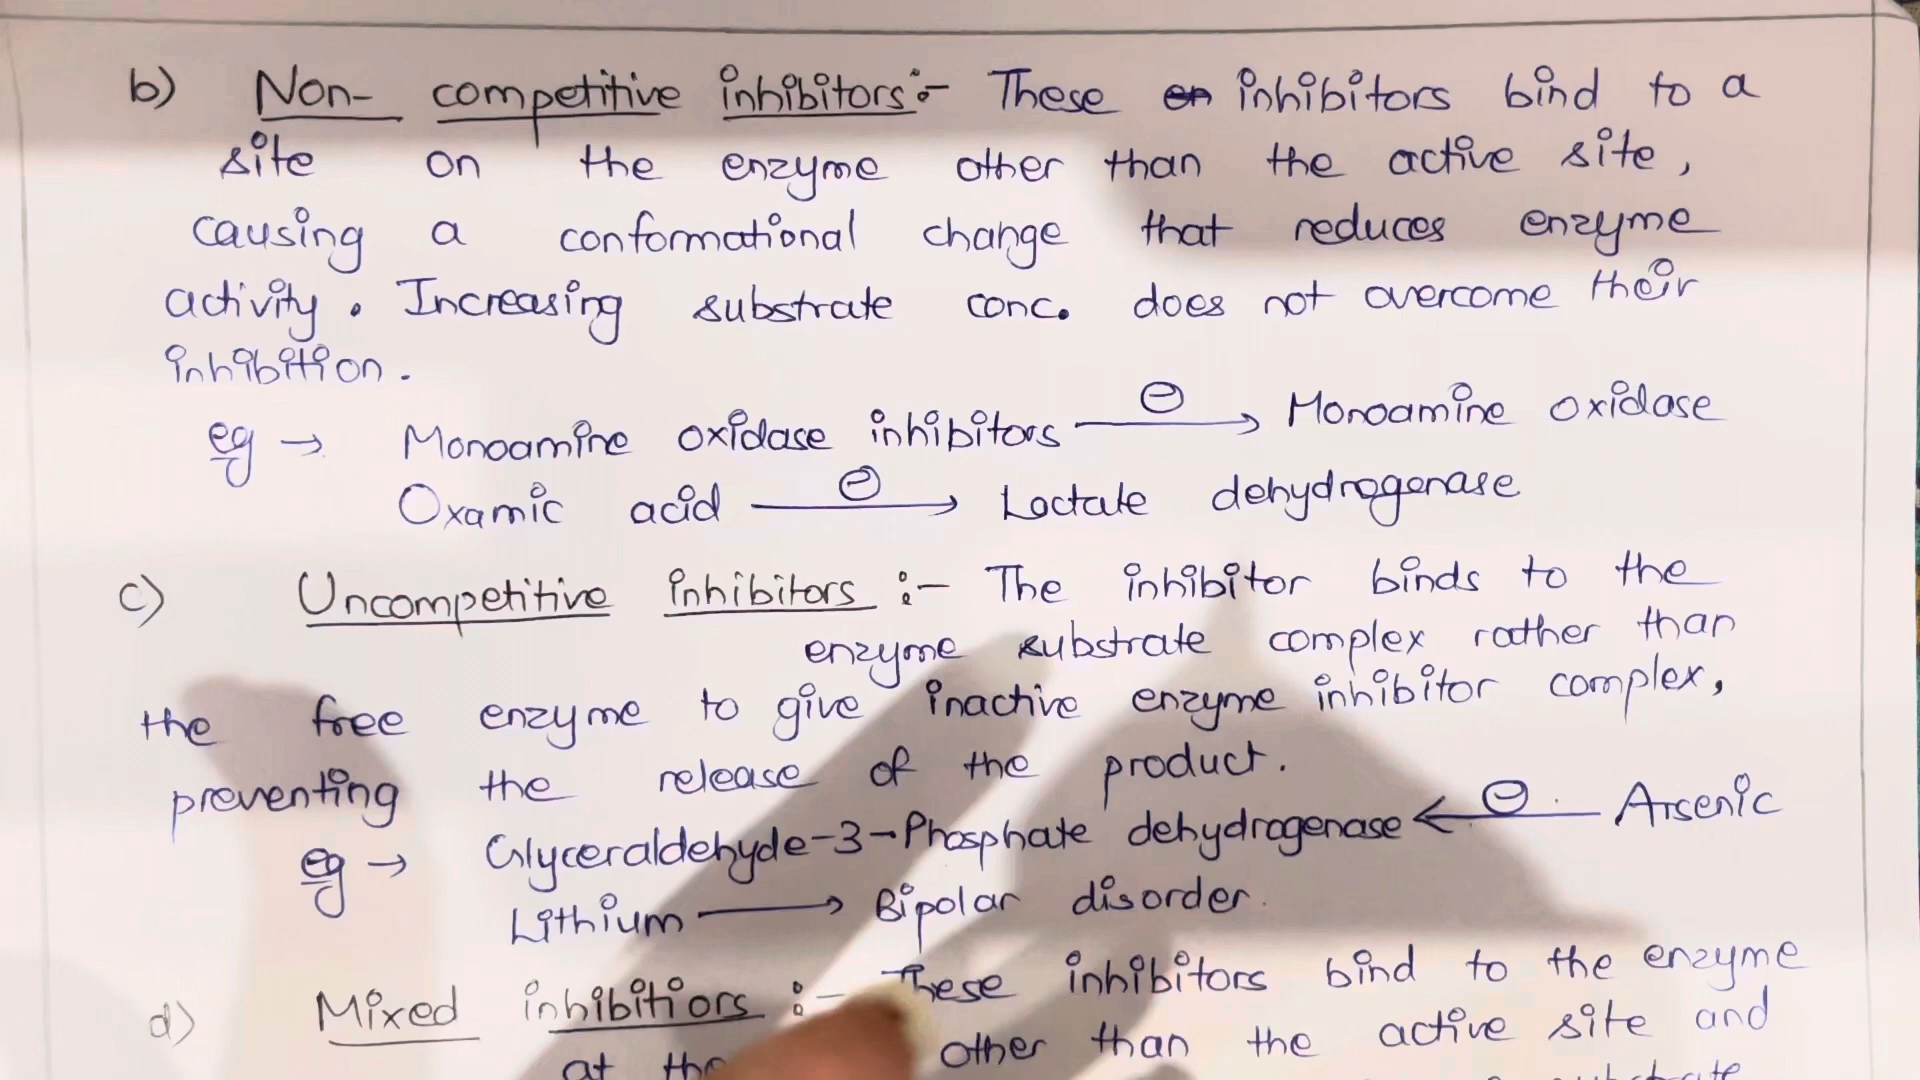 b) Non- competitive inhibitors :- These inhibitors bind to a
site on the enzyme other than the active site,
causing a conformational change that reduces enzyme
activity. Increasing substrate conc. does not overcome their
inhibition.
eg → Monoamine oxidase inhibitors ⊖→ Monoamine oxidase
Oxamic acid ⊖→ Lactate dehydrogenase
c) Uncompetitive inhibitors :- The inhibitor binds to the
enzyme substrate complex rather than
the free enzyme to give inactive enzyme inhibitor complex,
preventing the release of the product.
eg → Glyceraldehyde-3-Phosphate dehydrogenase ←⊖ Arsenic
Lithium → Bipolar disorder.
d) Mixed inhibitiors :- These inhibitors bind to the enzyme
at the other than the active site and
substrate